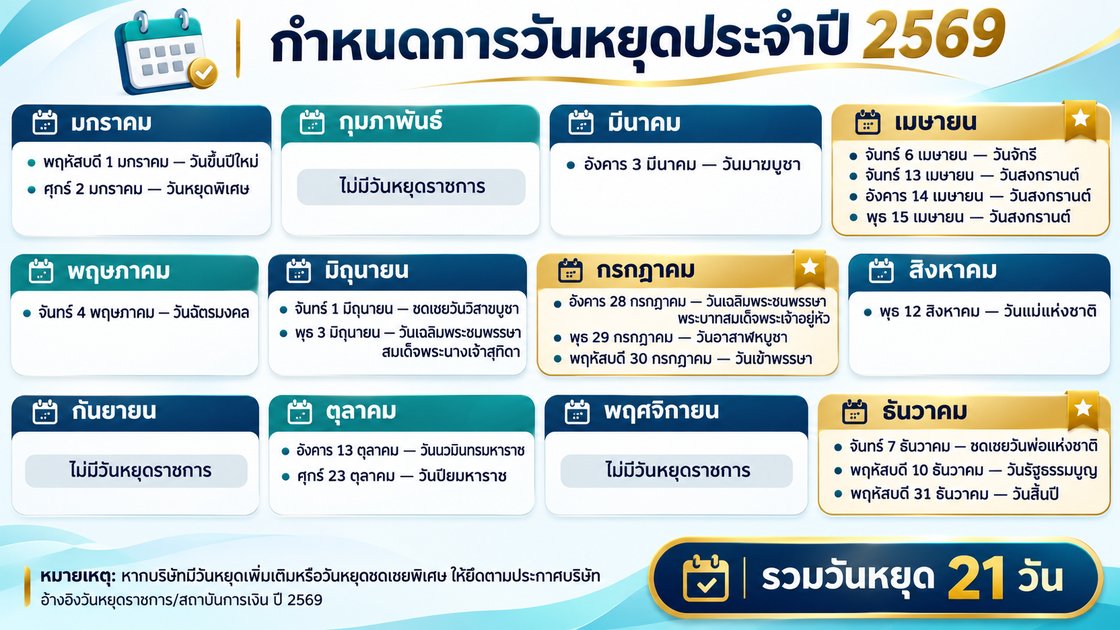 กำหนดการวันหยุดประจำปี 2569
มกราคม
พฤหัสบดี 1 มกราคม – วันขึ้นปีใหม่
ศุกร์ 2 มกราคม – วันหยุดพิเศษ
กุมภาพันธ์
ไม่มีวันหยุดราชการ
มีนาคม
อังคาร 3 มีนาคม – วันมาฆบูชา
เมษายน
จันทร์ 6 เมษายน – วันจักรี
จันทร์ 13 เมษายน – วันสงกรานต์
อังคาร 14 เมษายน – วันสงกรานต์
พุธ 15 เมษายน – วันสงกรานต์
พฤษภาคม
จันทร์ 4 พฤษภาคม – วันฉัตรมงคล
มิถุนายน
จันทร์ 1 มิถุนายน – ชดเชยวันวิสาขบูชา
พุธ 3 มิถุนายน – วันเฉลิมพระชนมพรรษา
สมเด็จพระนางเจ้าสุทิดา
กรกฎาคม
อังคาร 28 กรกฎาคม – วันเฉลิมพระชนพรรษา
พระบาทสมเด็จพระเจ้าอยู่หัว
พุธ 29 กรกฎาคม – วันอาสาฬหบูชา
พฤหัสบดี 30 กรกฎาคม – วันเข้าพรรษา
สิงหาคม
พุธ 12 สิงหาคม – วันแม่แห่งชาติ
กันยายน
ไม่มีวันหยุดราชการ
ตุลาคม
อังคาร 13 ตุลาคม – วันนวมินทรมหาราช
ศุกร์ 23 ตุลาคม – วันปิยมหาราช
พฤศจิกายน
ไม่มีวันหยุดราชการ
ธันวาคม
จันทร์ 7 ธันวาคม – ชดเชยวันพ่อแห่งชาติ
พฤหัสบดี 10 ธันวาคม – วันรัฐธรรมนูญ
พฤหัสบดี 31 ธันวาคม – วันสิ้นปี
หมายเหตุ: หากบริษัทมีวันหยุดเพิ่มเติมหรือวันหยุดชดเชยพิเศษ ให้ยึดตามประกาศบริษัท
อ้างอิงวันหยุดราชการ/สถาบันการเงิน ปี 2569
รวมวันหยุด 21 วัน